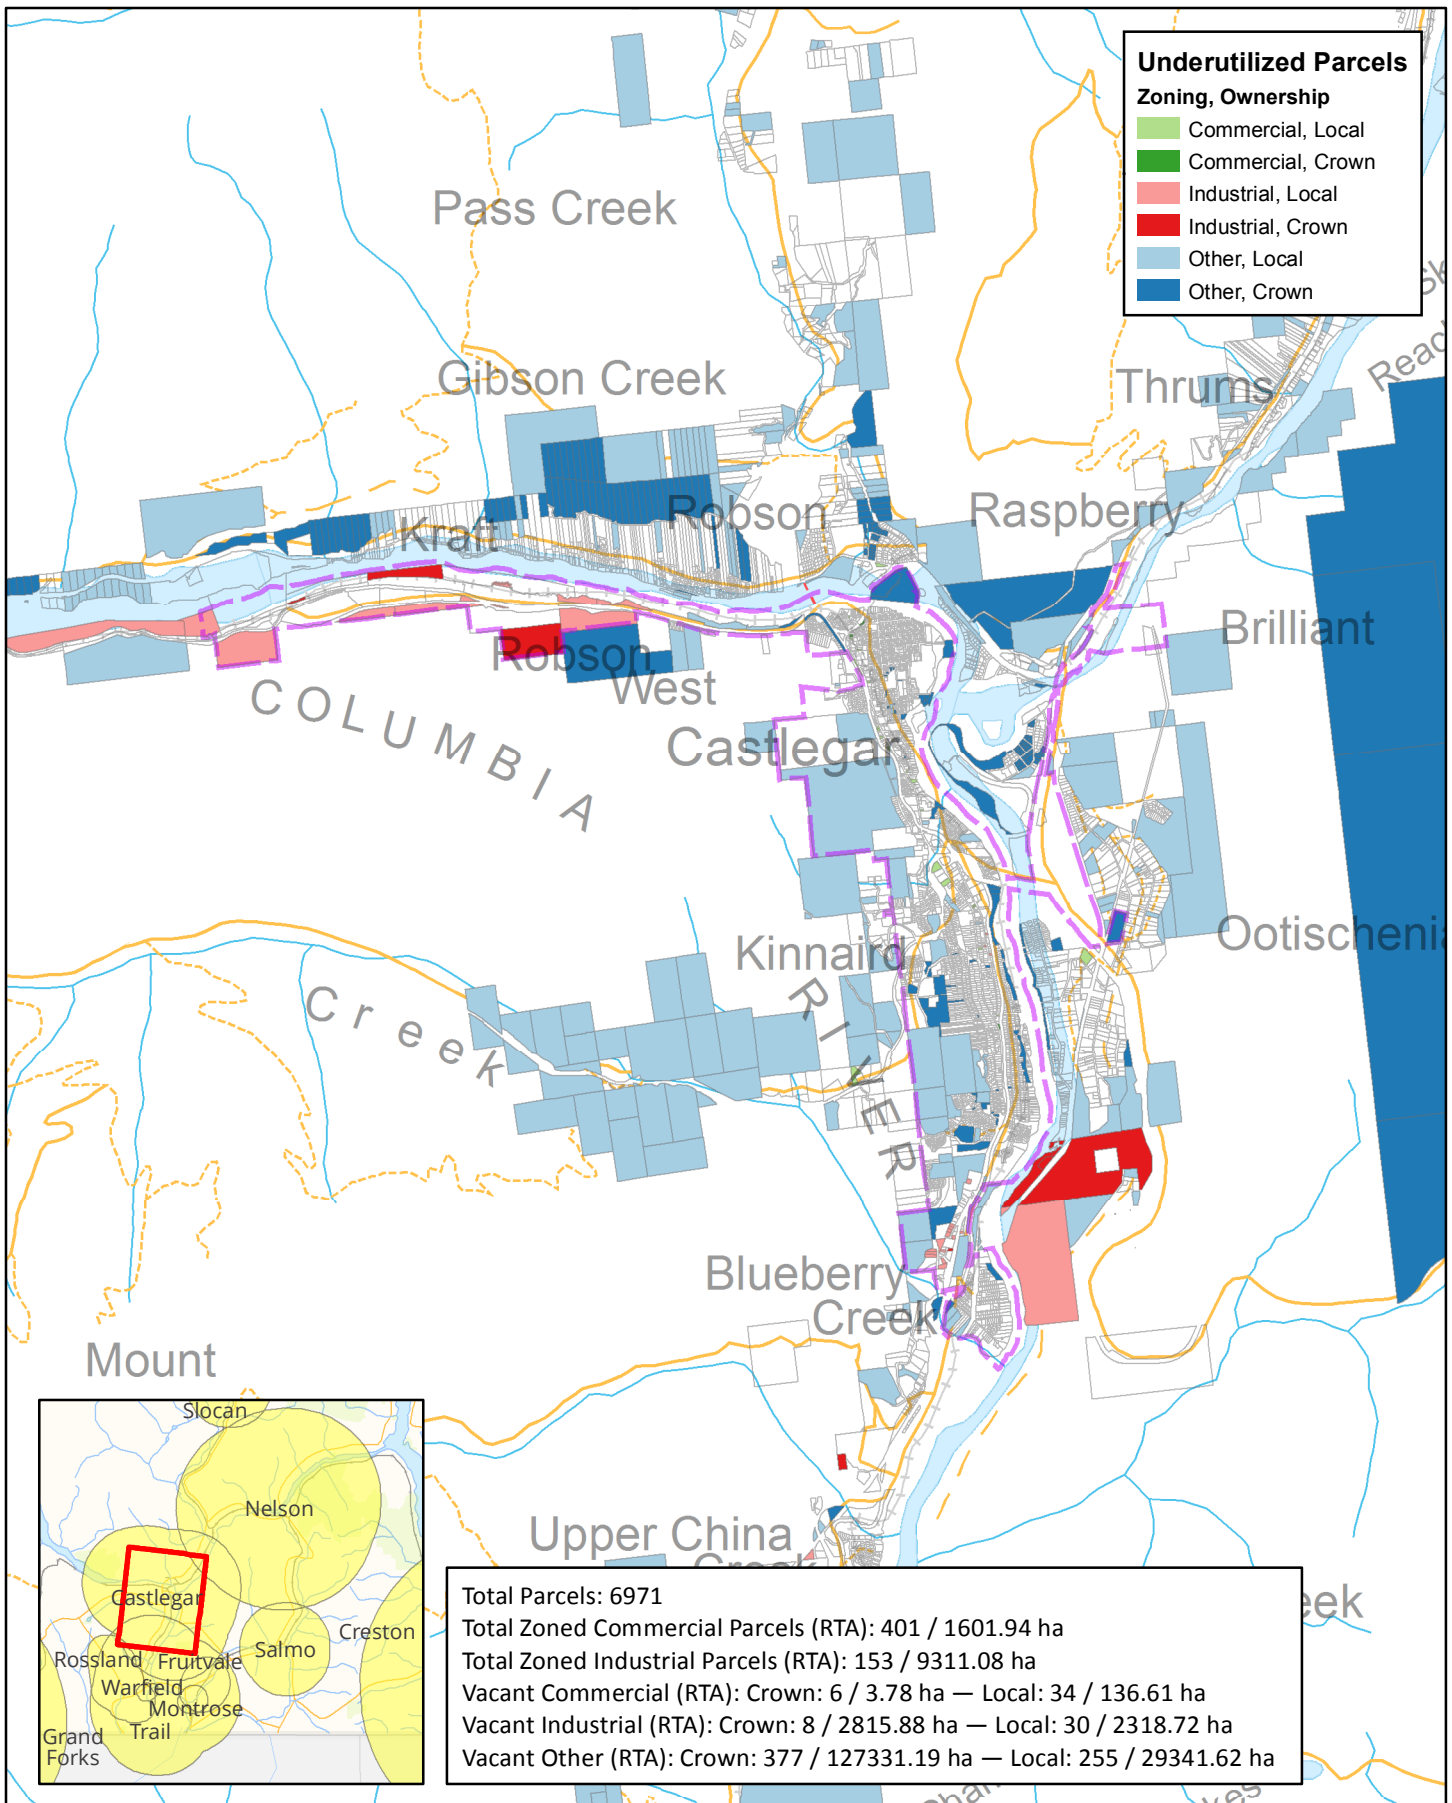 Underutilized Parcels
Zoning, Ownership
Commercial, Local
Commercial, Crown
Industrial, Local
Industrial, Crown
Other, Local
Other, Crown
Pass Creek
Gibson Creek
Thrums
Robson
Raspberry
Kraft
Brilliant
Robson
West
COLUMBIA
Castlegar
Ootischenia
Kinnaird
RIVER
Creek
Blueberry
Creek
Mount
Upper China
Creek
Slocan
Nelson
Castlegar
Creston
Salmo
Rossland
Fruitvale
Warfield
Montrose
Trail
Grand
Forks
Total Parcels: 6971
Total Zoned Commercial Parcels (RTA): 401 / 1601.94 ha
Total Zoned Industrial Parcels (RTA): 153 / 9311.08 ha
Vacant Commercial (RTA): Crown: 6 / 3.78 ha — Local: 34 / 136.61 ha
Vacant Industrial (RTA): Crown: 8 / 2815.88 ha — Local: 30 / 2318.72 ha
Vacant Other (RTA): Crown: 377 / 127331.19 ha — Local: 255 / 29341.62 ha